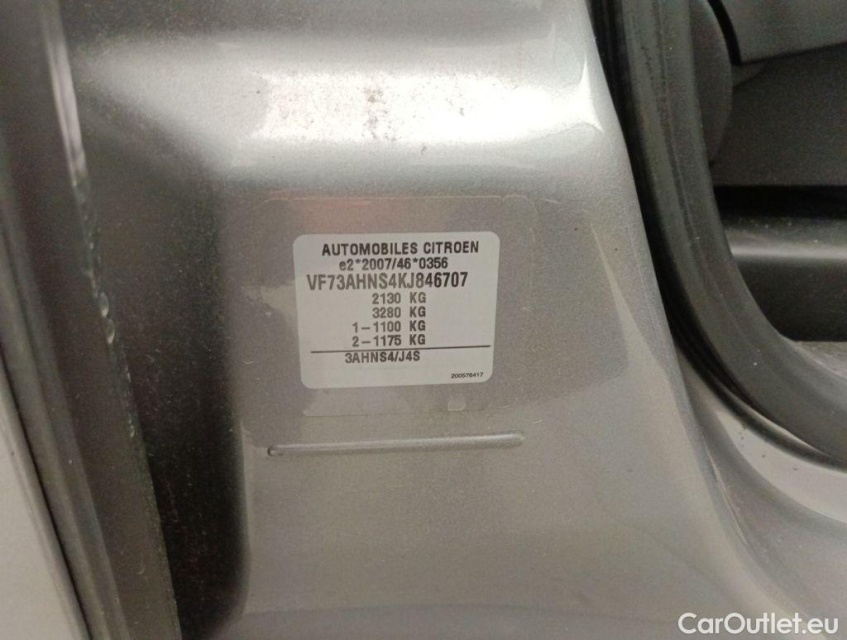 AUTOMOBILES CITROEN
e2*2007/46*0356
VF73AHNS4KJ846707
2130 KG
3280 KG
1-1100 KG
2-1175 KG
3AHNS4/J4S
200576417
CarOutlet.eu